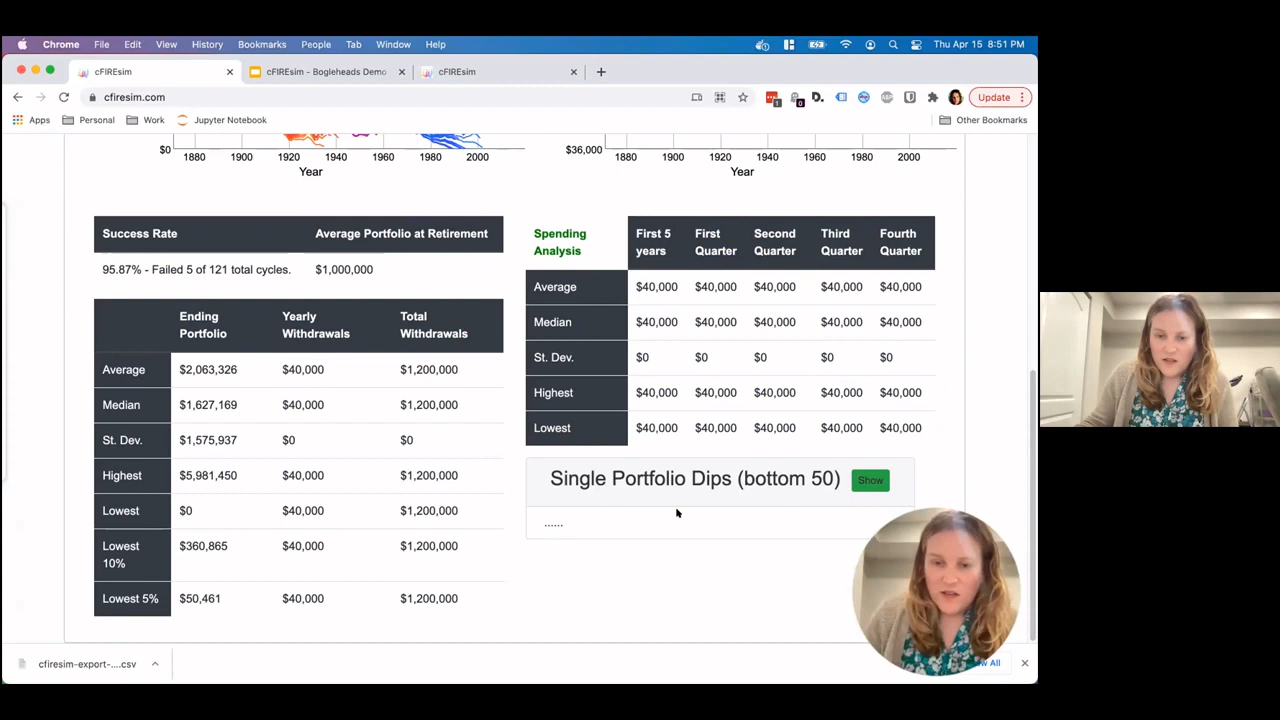 Chrome File Edit View History Bookmarks People Tab Window Help Thu Apr 15 8:51 PM
cFIREsim cFIREsim - Bogleheads Demo cFIREsim
cfiresim.com Update
Apps Personal Work Jupyter Notebook Other Bookmarks
$0 $36,000
1880 1900 1920 1940 1960 1980 2000 1880 1900 1920 1940 1960 1980 2000
Year Year
Success Rate Average Portfolio at Retirement
95.87% - Failed 5 of 121 total cycles. $1,000,000
Ending Portfolio Yearly Withdrawals Total Withdrawals
Average $2,063,326 $40,000 $1,200,000
Median $1,627,169 $40,000 $1,200,000
St. Dev. $1,575,937 $0 $0
Highest $5,981,450 $40,000 $1,200,000
Lowest $0 $40,000 $1,200,000
Lowest 10% $360,865 $40,000 $1,200,000
Lowest 5% $50,461 $40,000 $1,200,000
Spending Analysis First 5 years First Quarter Second Quarter Third Quarter Fourth Quarter
Average $40,000 $40,000 $40,000 $40,000 $40,000
Median $40,000 $40,000 $40,000 $40,000 $40,000
St. Dev. $0 $0 $0 $0 $0
Highest $40,000 $40,000 $40,000 $40,000 $40,000
Lowest $40,000 $40,000 $40,000 $40,000 $40,000
Single Portfolio Dips (bottom 50) Show
......
cfiresim-export-....csv All